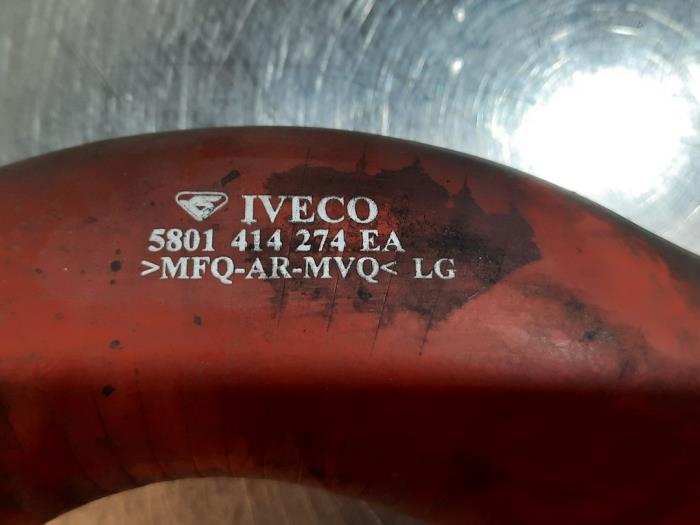 IVECO
5801 414 274 EA
>MFQ-AR-MVQ< LG